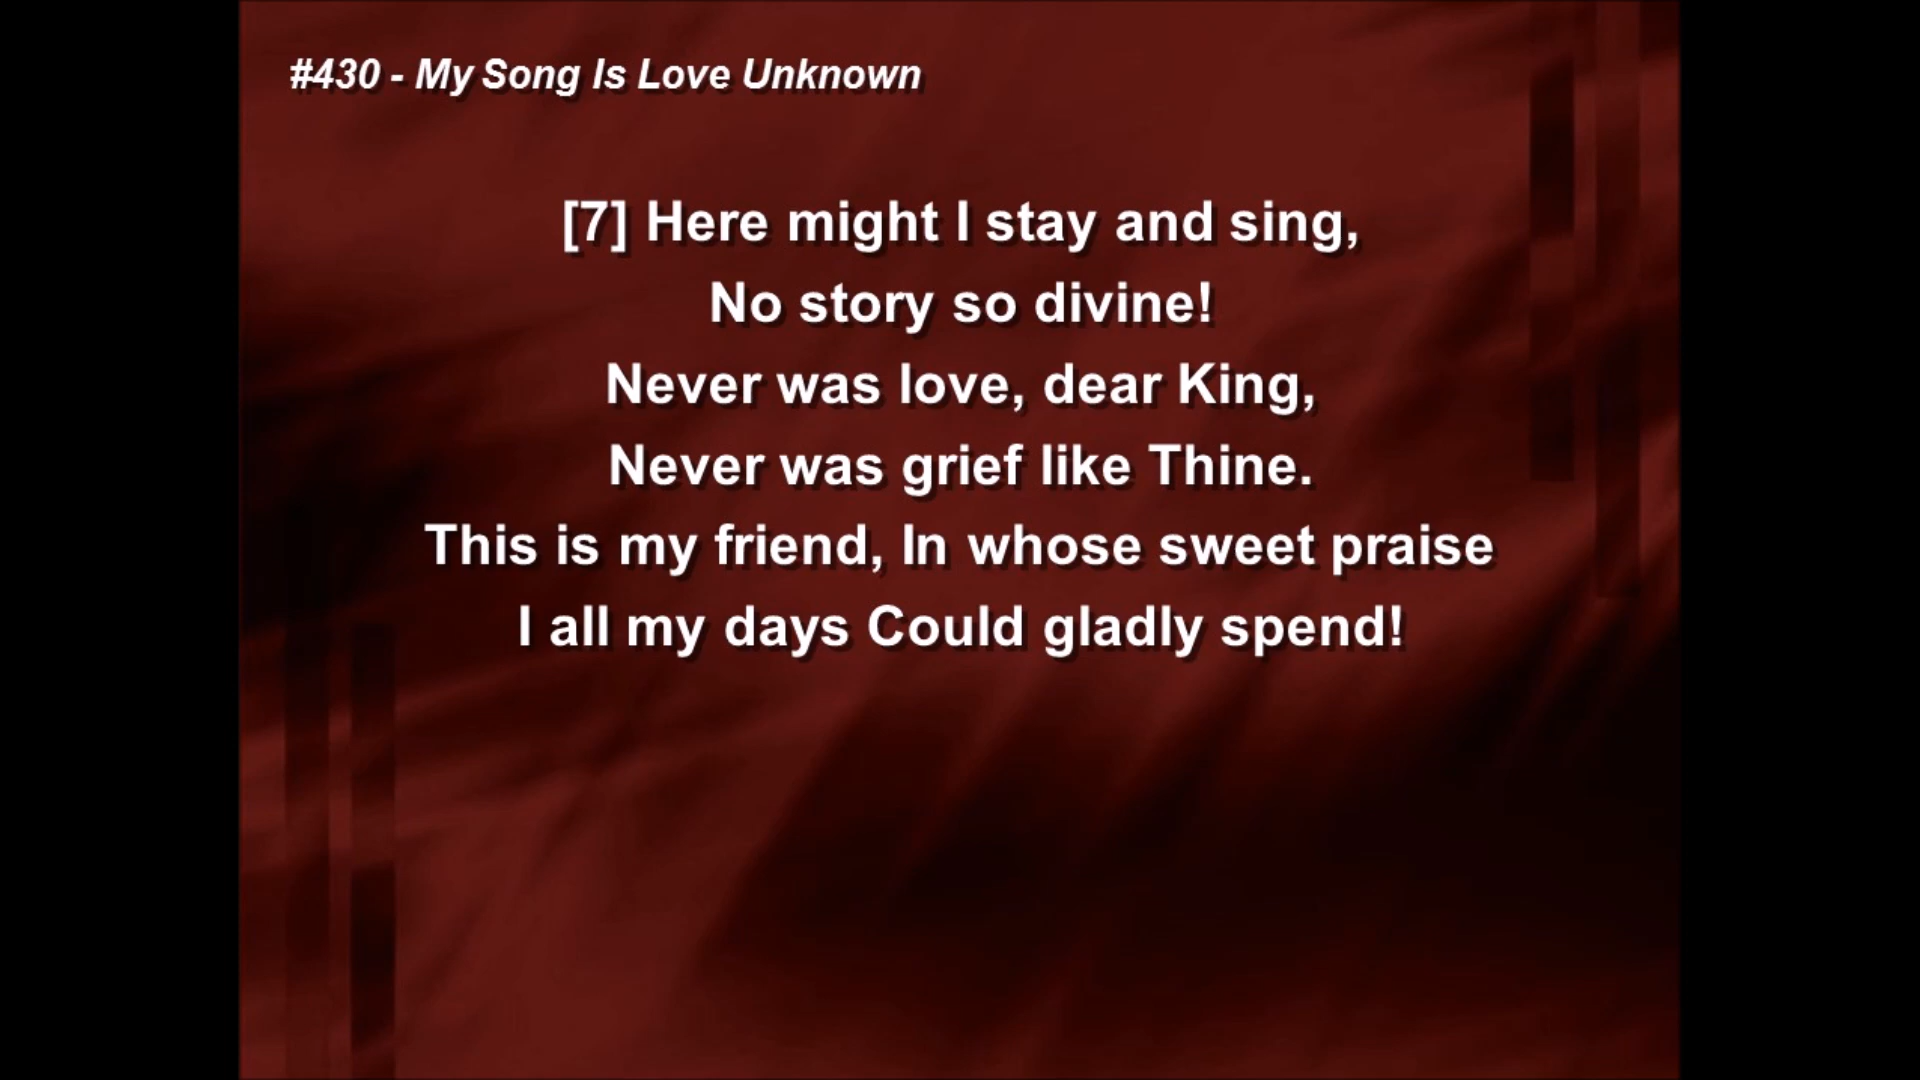 #430 - My Song Is Love Unknown
[7] Here might I stay and sing,
No story so divine!
Never was love, dear King,
Never was grief like Thine.
This is my friend, In whose sweet praise
I all my days Could gladly spend!